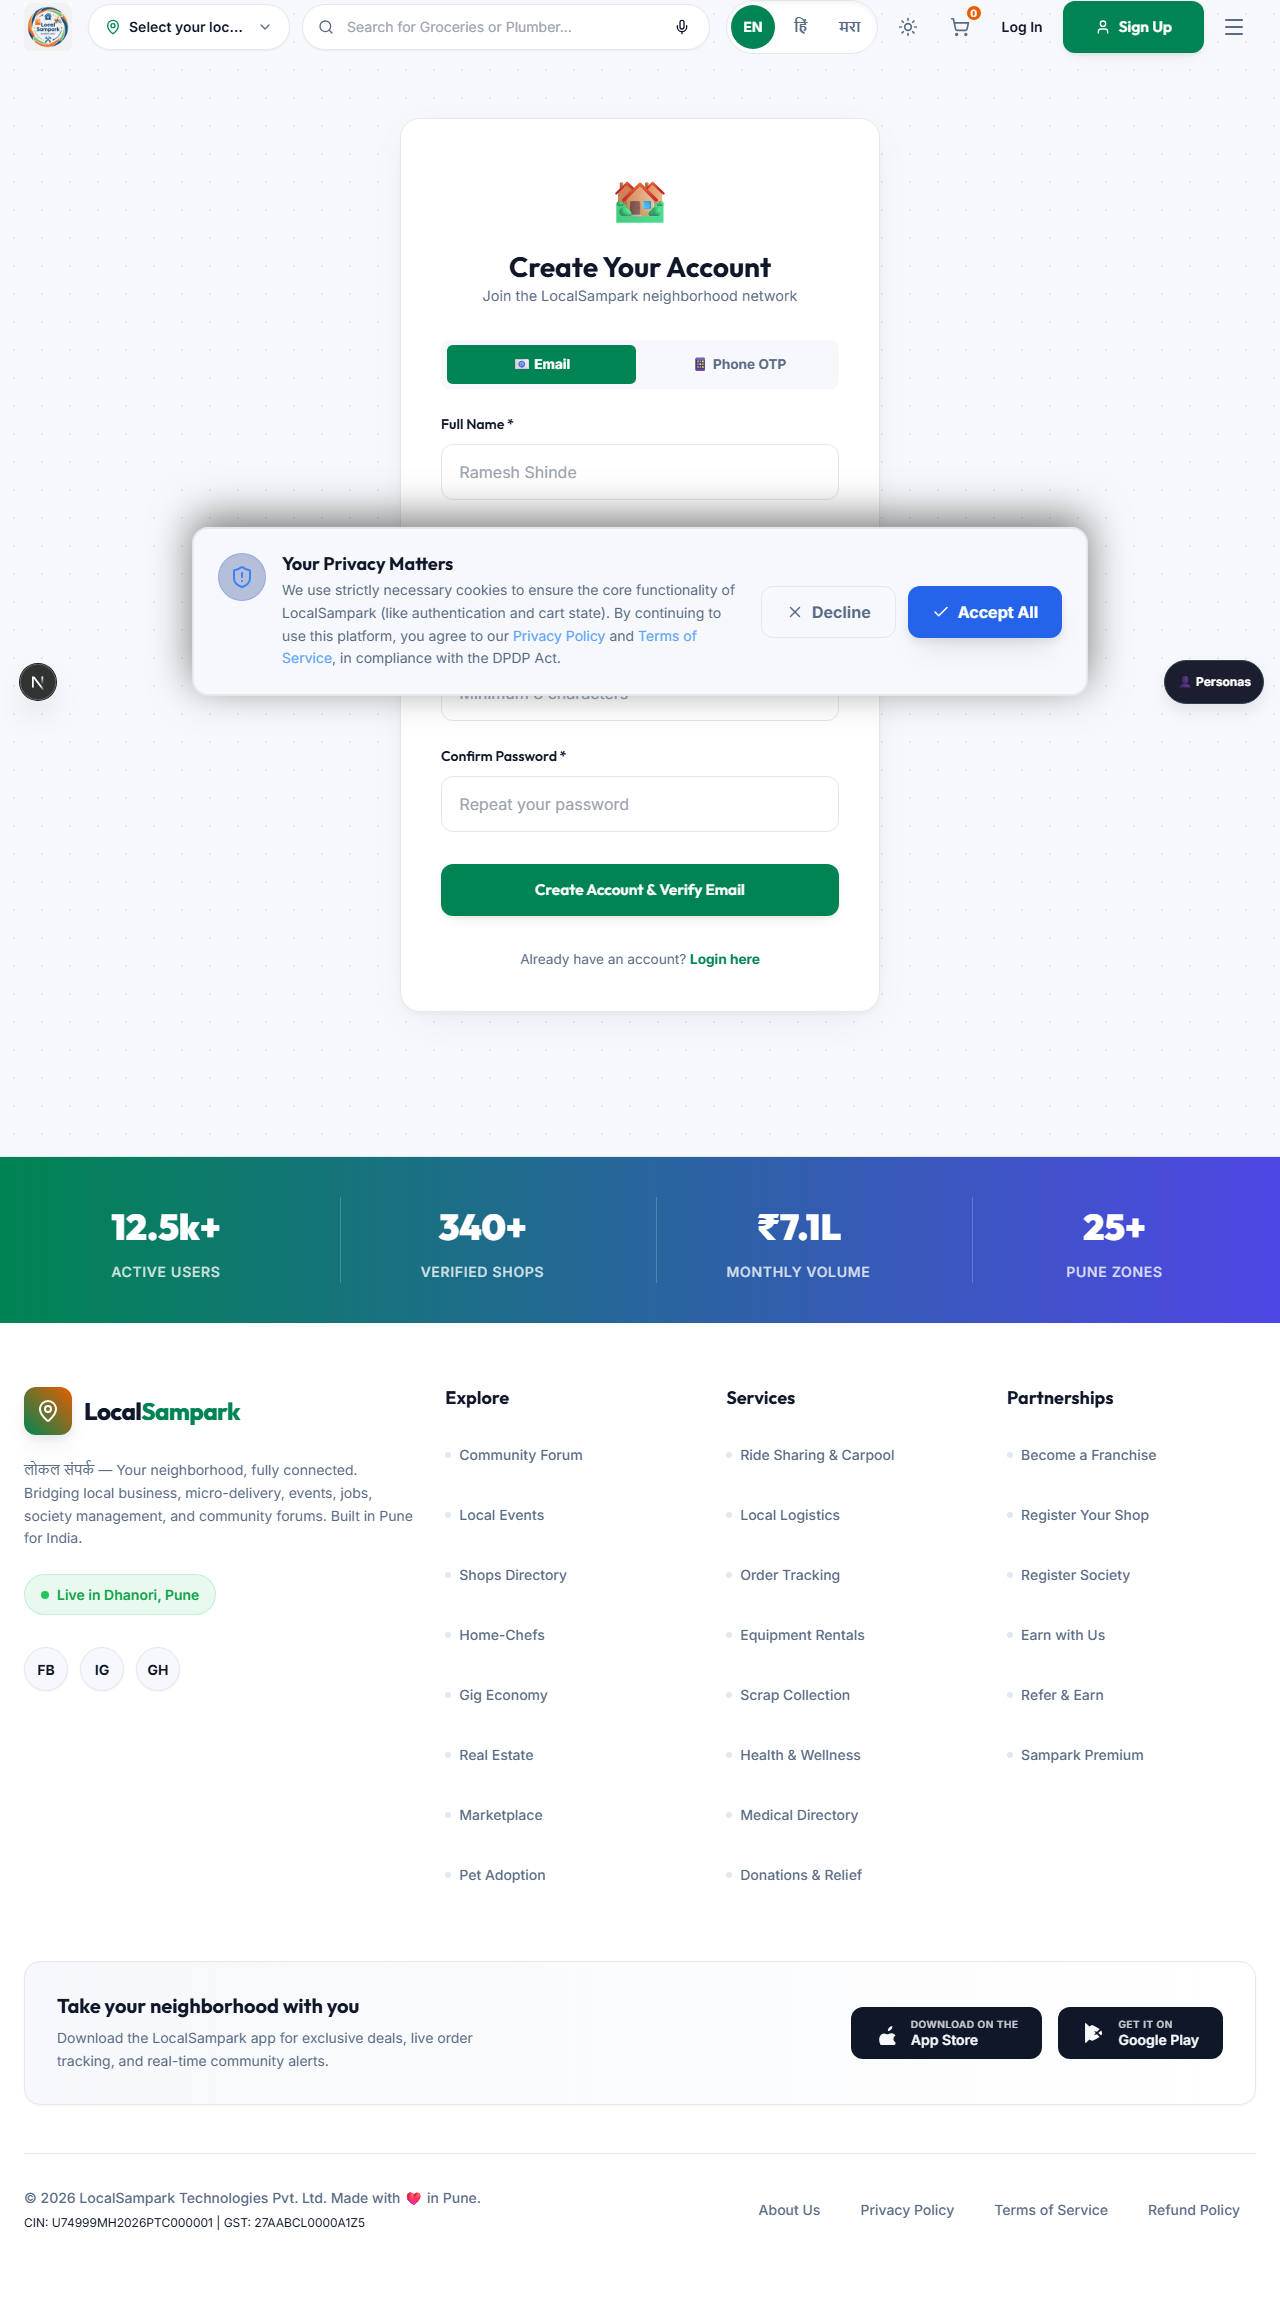 Local
Sampark
Select your loc...
Search for Groceries or Plumber...
EN
हिं
मरा
0
Log In
Sign Up
Create Your Account
Join the LocalSampark neighborhood network
Email
Phone OTP
Full Name *
Ramesh Shinde
Your Privacy Matters
We use strictly necessary cookies to ensure the core functionality of
LocalSampark (like authentication and cart state). By continuing to
use this platform, you agree to our Privacy Policy and Terms of
Service, in compliance with the DPDP Act.
Decline
Accept All
N
Personas
Confirm Password *
Repeat your password
Create Account & Verify Email
Already have an account? Login here
12.5k+
ACTIVE USERS
340+
VERIFIED SHOPS
₹7.1L
MONTHLY VOLUME
25+
PUNE ZONES
LocalSampark
लोकल संपर्क — Your neighborhood, fully connected.
Bridging local business, micro-delivery, events, jobs,
society management, and community forums. Built in Pune
for India.
Live in Dhanori, Pune
FB
IG
GH
Explore
Community Forum
Local Events
Shops Directory
Home-Chefs
Gig Economy
Real Estate
Marketplace
Pet Adoption
Services
Ride Sharing & Carpool
Local Logistics
Order Tracking
Equipment Rentals
Scrap Collection
Health & Wellness
Medical Directory
Donations & Relief
Partnerships
Become a Franchise
Register Your Shop
Register Society
Earn with Us
Refer & Earn
Sampark Premium
Take your neighborhood with you
Download the LocalSampark app for exclusive deals, live order
tracking, and real-time community alerts.
DOWNLOAD ON THE
App Store
GET IT ON
Google Play
© 2026 LocalSampark Technologies Pvt. Ltd. Made with ❤️ in Pune.
CIN: U74999MH2026PTC000001 | GST: 27AABCL0000A1Z5
About Us
Privacy Policy
Terms of Service
Refund Policy